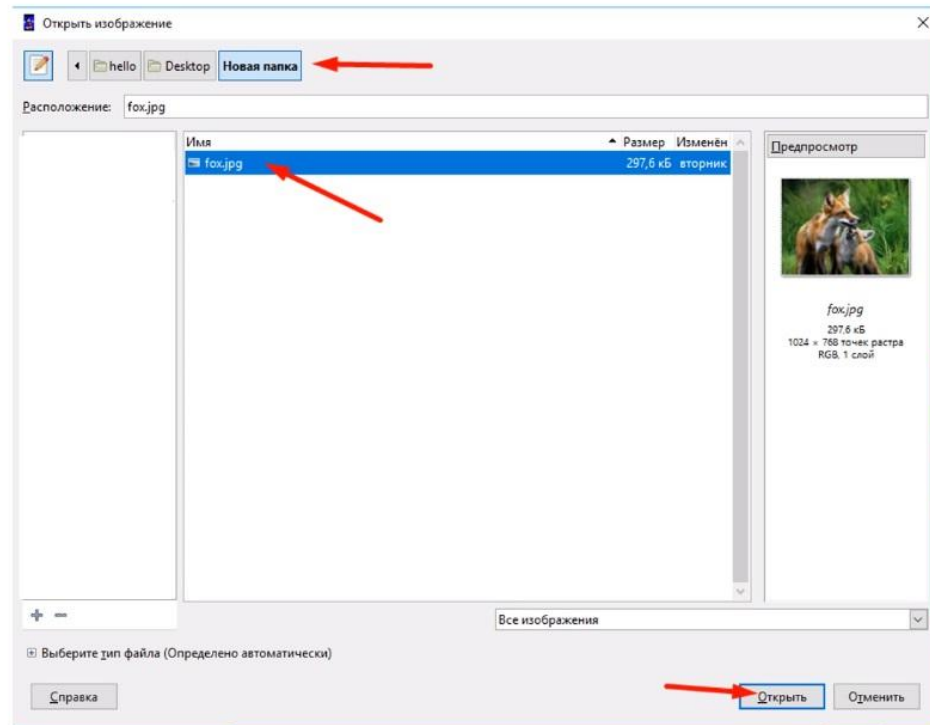 Открыть изображение
hello Desktop Новая папка
Расположение: fox.jpg
Имя Размер Изменён
fox.jpg 297,6 кБ вторник
Предпросмотр
fox.jpg
297,6 кБ
1024 × 768 точек растра
RGB, 1 слой
Все изображения
Выберите тип файла (Определено автоматически)
Справка Открыть Отменить